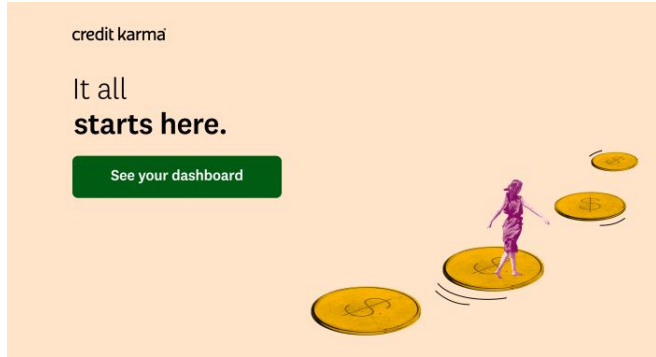 credit karma
It all
starts here.
See your dashboard
$
$
$
$